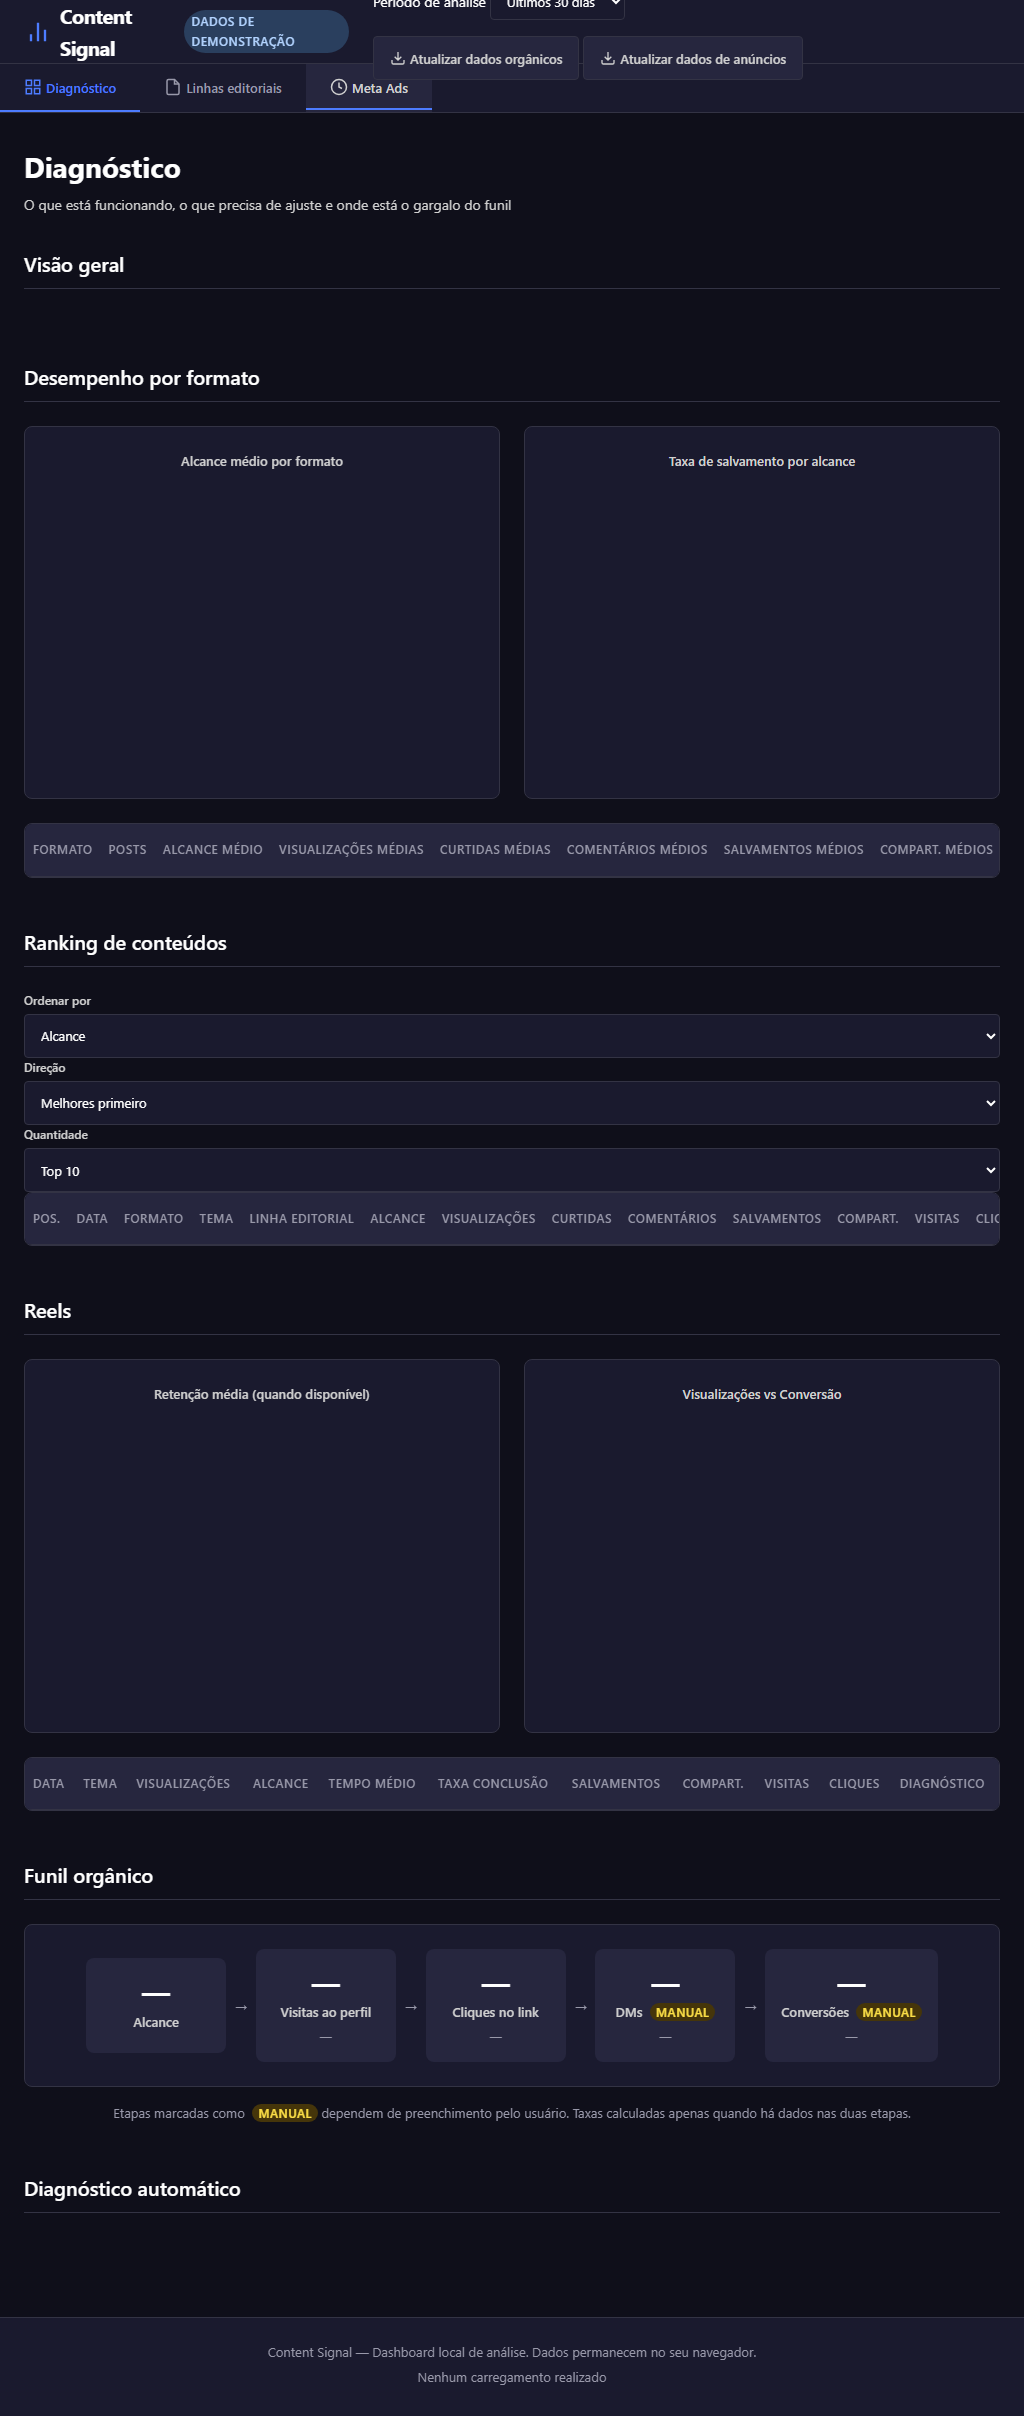 Content
Signal
DADOS DE
DEMONSTRAÇÃO
Período de análise
Últimos 30 dias
Atualizar dados orgânicos
Atualizar dados de anúncios
Diagnóstico
Linhas editoriais
Meta Ads
Diagnóstico
O que está funcionando, o que precisa de ajuste e onde está o gargalo do funil
Visão geral
Desempenho por formato
Alcance médio por formato
Taxa de salvamento por alcance
FORMATO POSTS ALCANCE MÉDIO VISUALIZAÇÕES MÉDIAS CURTIDAS MÉDIAS COMENTÁRIOS MÉDIOS SALVAMENTOS MÉDIOS COMPART. MÉDIOS
Ranking de conteúdos
Ordenar por
Alcance
Direção
Melhores primeiro
Quantidade
Top 10
POS. DATA FORMATO TEMA LINHA EDITORIAL ALCANCE VISUALIZAÇÕES CURTIDAS COMENTÁRIOS SALVAMENTOS COMPART. VISITAS
Reels
Retenção média (quando disponível)
Visualizações vs Conversão
DATA TEMA VISUALIZAÇÕES ALCANCE TEMPO MÉDIO TAXA CONCLUSÃO SALVAMENTOS COMPART. VISITAS CLIQUES DIAGNÓSTICO
Funil orgânico
—
Alcance
→
—
Visitas ao perfil
—
→
—
Cliques no link
—
→
—
DMs MANUAL
—
→
—
Conversões MANUAL
—
Etapas marcadas como MANUAL dependem de preenchimento pelo usuário. Taxas calculadas apenas quando há dados nas duas etapas.
Diagnóstico automático
Content Signal — Dashboard local de análise. Dados permanecem no seu navegador.
Nenhum carregamento realizado